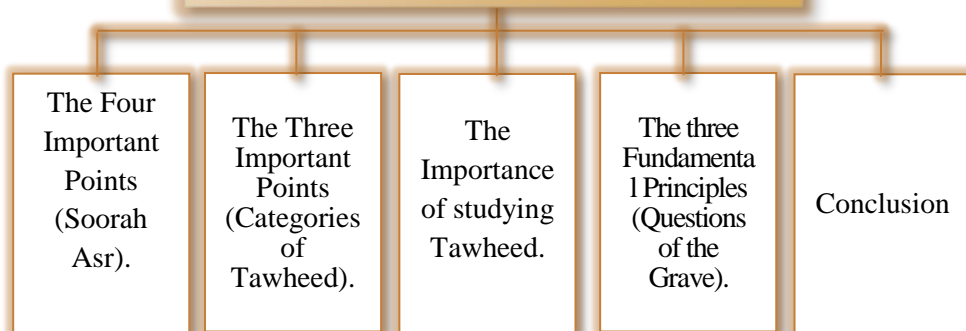 The Four
Important
Points
(Soorah
Asr).
The Three
Important
Points
(Categories
of
Tawheed).
The
Importance
of studying
Tawheed.
The three
Fundamenta
l Principles
(Questions
of the
Grave).
Conclusion